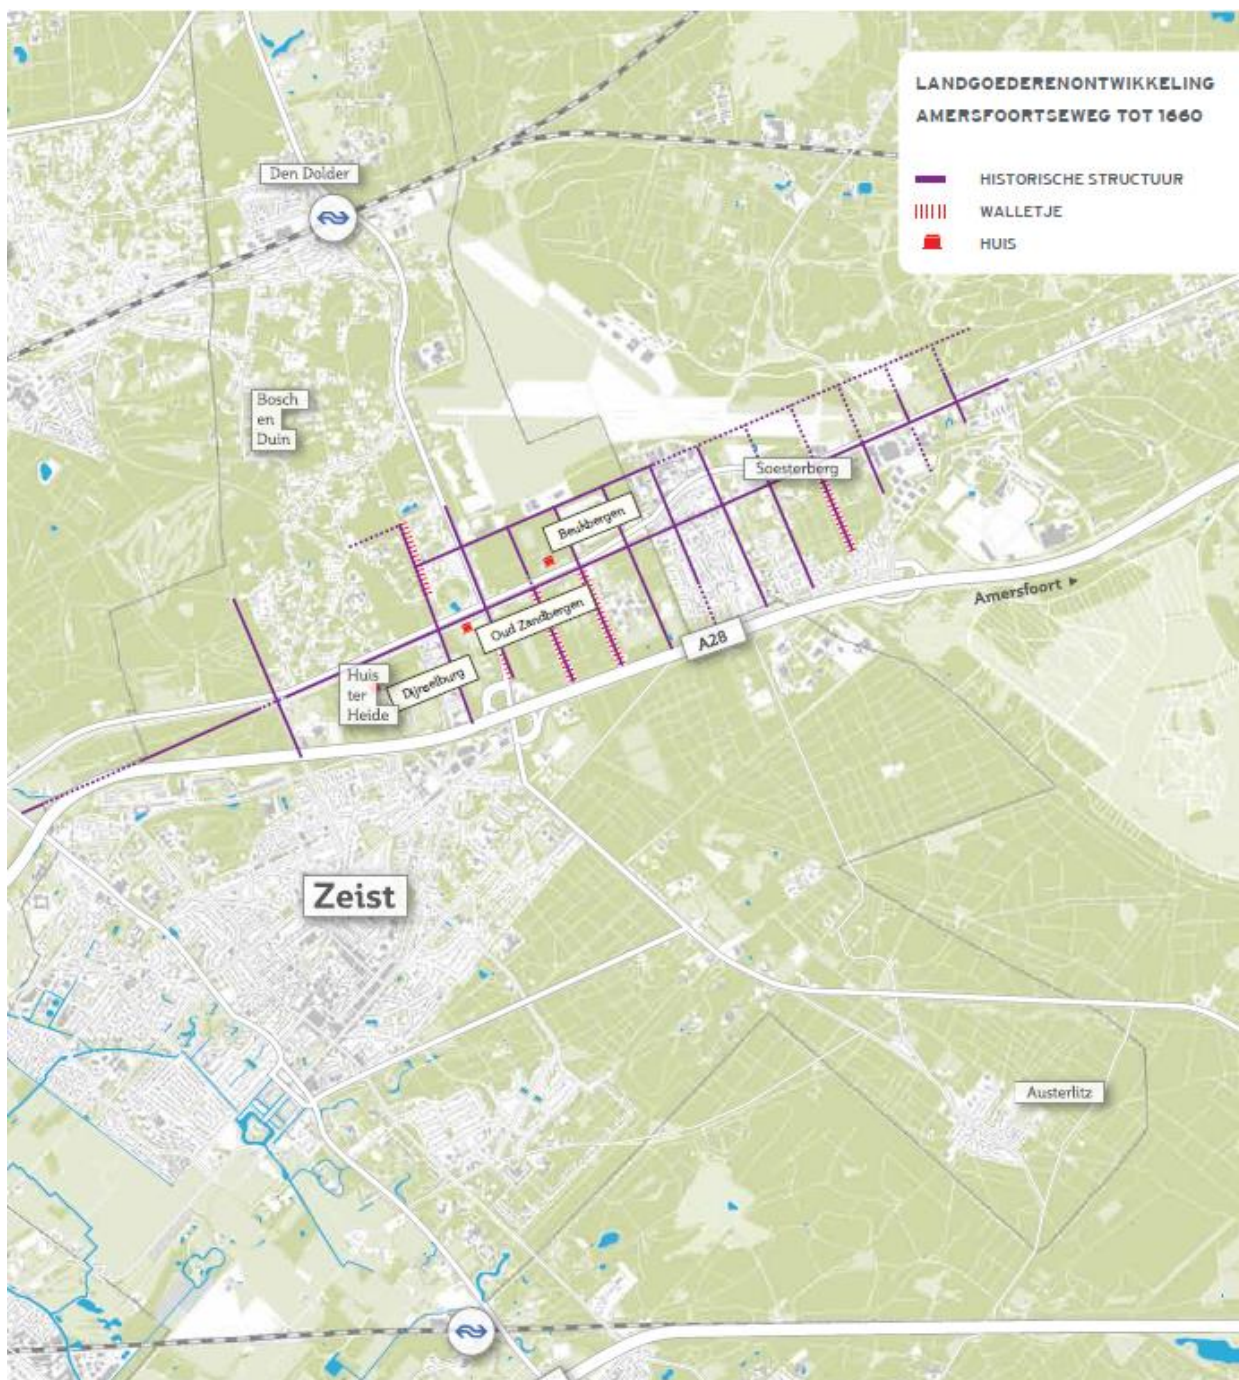 LANDGOEDERENONTWIKKELING
AMERSFOORTSEWEG TOT 1660
HISTORISCHE STRUCTUUR
WALLETJE
HUIS
Den Dolder
Bosch
en
Duin
Soesterberg
Beukbergen
Oud Zandbergen
Amersfoort
A28
Huis
ter
Heide
Dijnselburg
Zeist
Austerlitz